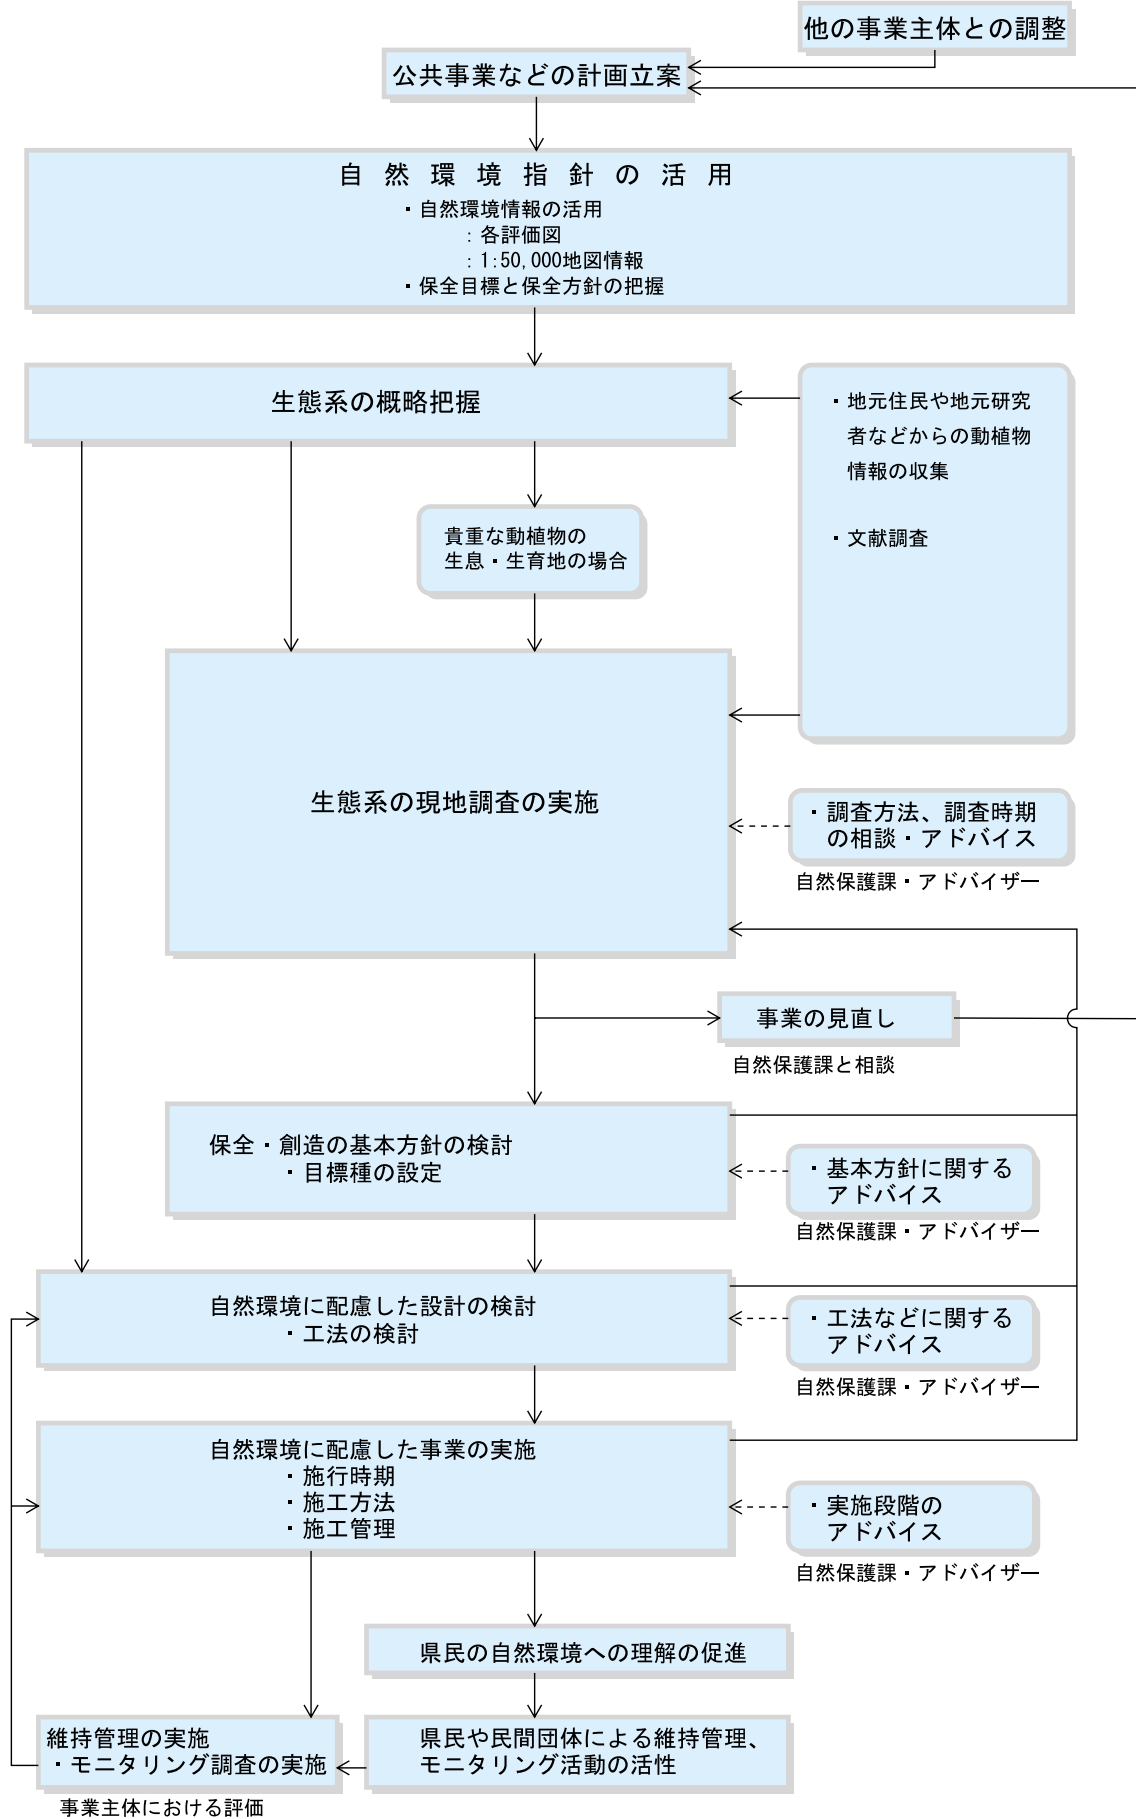 他の事業主体との調整
公共事業などの計画立案
自然環境指針の活用
・自然環境情報の活用
：各評価図
：1:50,000地図情報
・保全目標と保全方針の把握
生態系の概略把握
・地元住民や地元研究
者などからの動植物
情報の収集
・文献調査
貴重な動植物の
生息・生育地の場合
生態系の現地調査の実施
・調査方法、調査時期
の相談・アドバイス
自然保護課・アドバイザー
事業の見直し
自然保護課と相談
保全・創造の基本方針の検討
・目標種の設定
・基本方針に関する
アドバイス
自然保護課・アドバイザー
自然環境に配慮した設計の検討
・工法の検討
・工法などに関する
アドバイス
自然保護課・アドバイザー
自然環境に配慮した事業の実施
・施行時期
・施工方法
・施工管理
・実施段階の
アドバイス
自然保護課・アドバイザー
県民の自然環境への理解の促進
県民や民間団体による維持管理、
モニタリング活動の活性
維持管理の実施
・モニタリング調査の実施
事業主体における評価